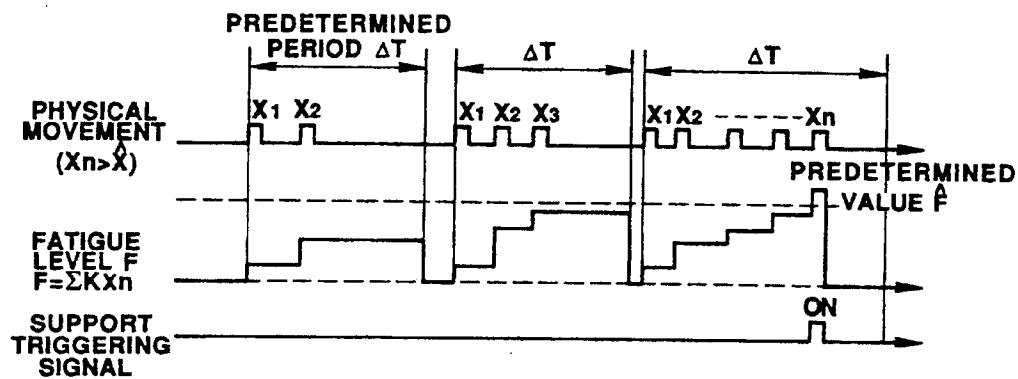 PREDETERMINED
PERIOD ΔT
ΔT
ΔT
PHYSICAL
MOVEMENT
(Xn>X̂)
X1 X2
X1 X2 X3
X1 X2 ----- Xn
PREDETERMINED
VALUE F̂
FATIGUE
LEVEL F
F=ΣKXn
ON
SUPPORT
TRIGGERING
SIGNAL